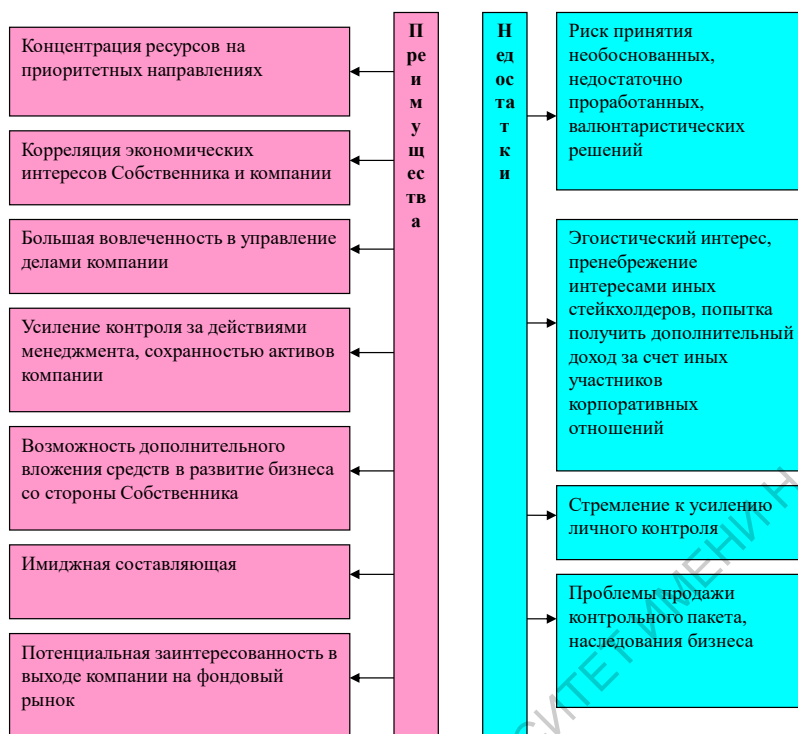 Концентрация ресурсов на
приоритетных направлениях
Корреляция экономических
интересов Собственника и компании
Большая вовлеченность в управление
делами компании
Усиление контроля за действиями
менеджмента, сохранностью активов
компании
Возможность дополнительного
вложения средств в развитие бизнеса
со стороны Собственника
Имиджная составляющая
Потенциальная заинтересованность в
выходе компании на фондовый
рынок
П
ре
и
м
у
щ
ес
тв
а
Н
ед
ос
та
т
к
и
Риск принятия
необоснованных,
недостаточно
проработанных,
валюнтаристических
решений
Эгоистический интерес,
пренебрежение
интересами иных
стейкхолдеров, попытка
получить дополнительный
доход за счет иных
участников
корпоративных
отношений
Стремление к усилению
личного контроля
Проблемы продажи
контрольного пакета,
наследования бизнеса
ИМЕНИ